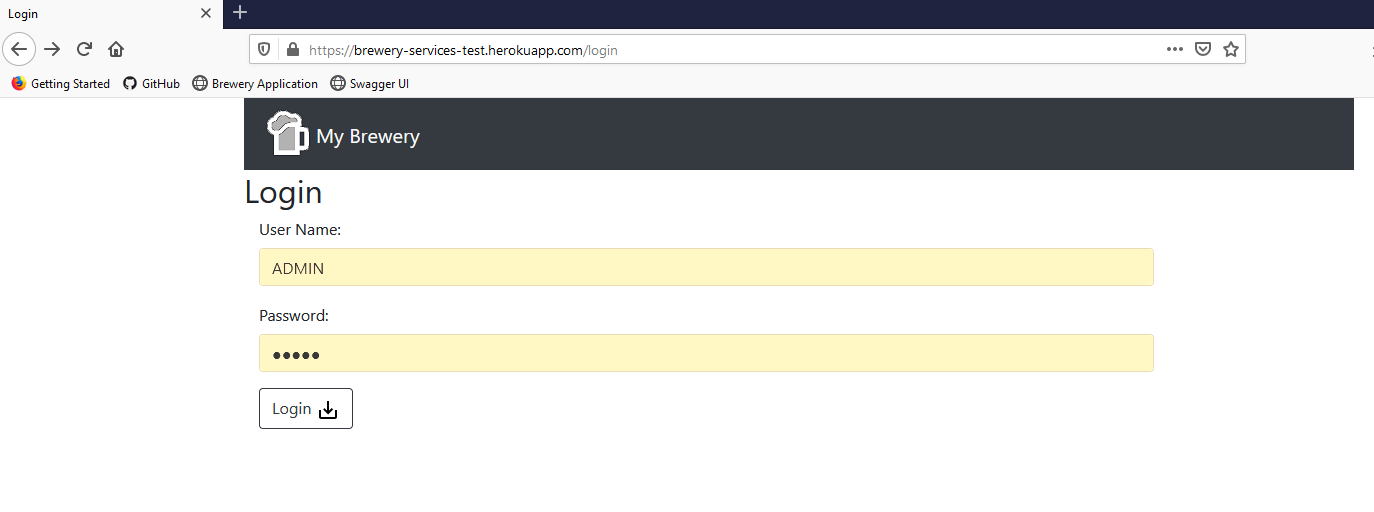 Login
https://brewery-services-test.herokuapp.com/login
Getting Started GitHub Brewery Application Swagger UI
My Brewery
Login
User Name:
ADMIN
Password:
●●●●●
Login